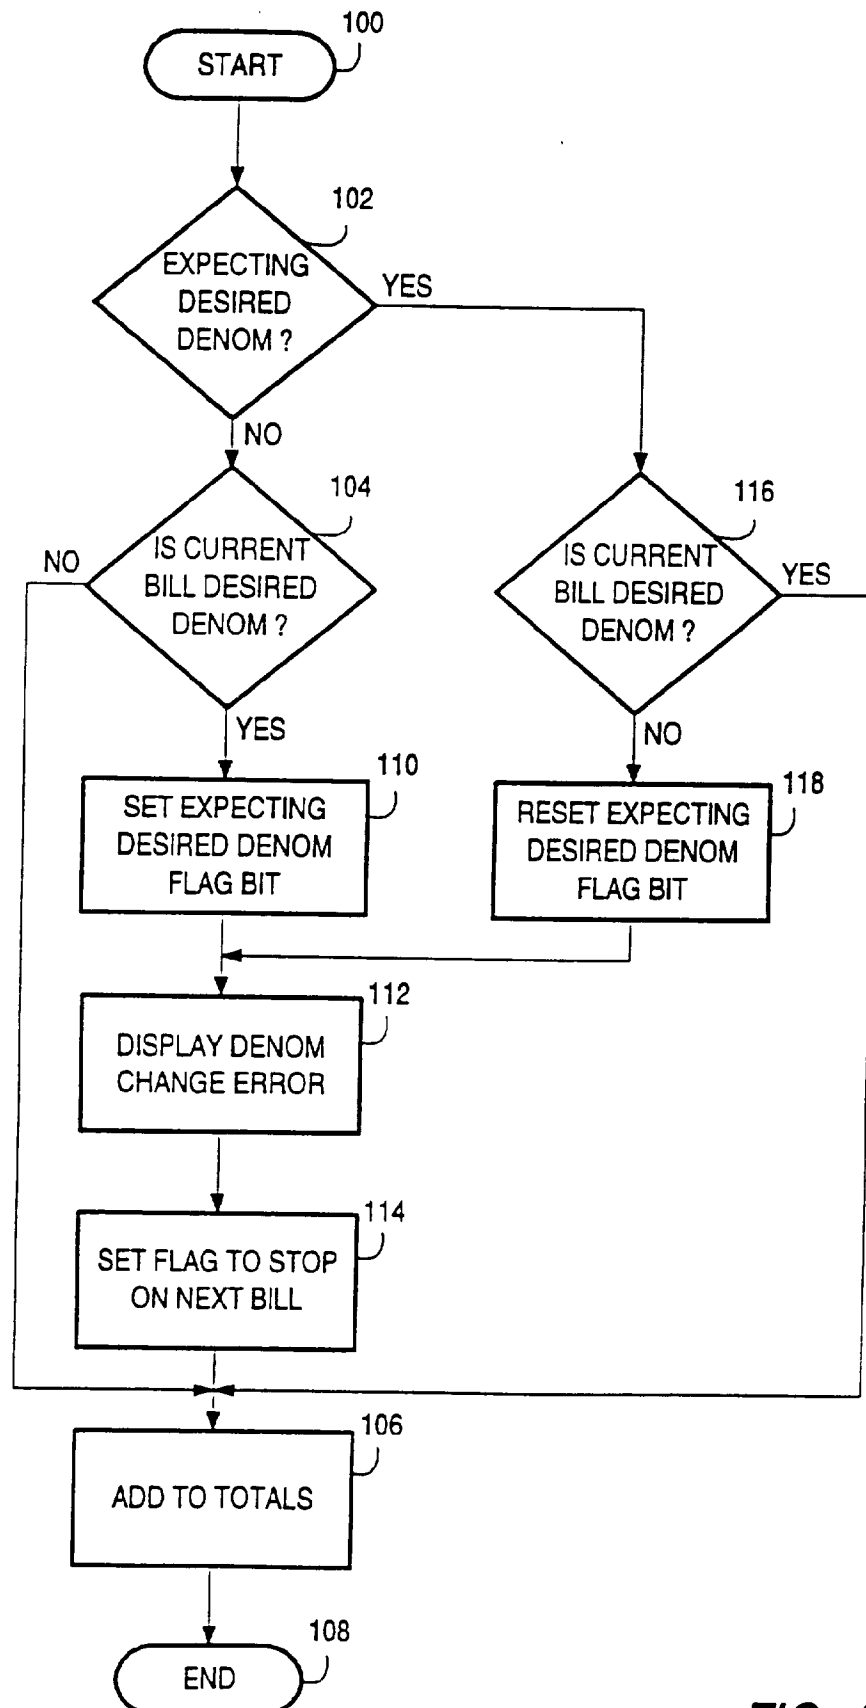 100
START
102
EXPECTING
DESIRED
DENOM ?
YES
NO
104
NO
IS CURRENT
BILL DESIRED
DENOM ?
116
IS CURRENT
BILL DESIRED
DENOM ?
YES
YES
NO
110
SET EXPECTING
DESIRED DENOM
FLAG BIT
118
RESET EXPECTING
DESIRED DENOM
FLAG BIT
112
DISPLAY DENOM
CHANGE ERROR
114
SET FLAG TO STOP
ON NEXT BILL
106
ADD TO TOTALS
108
END